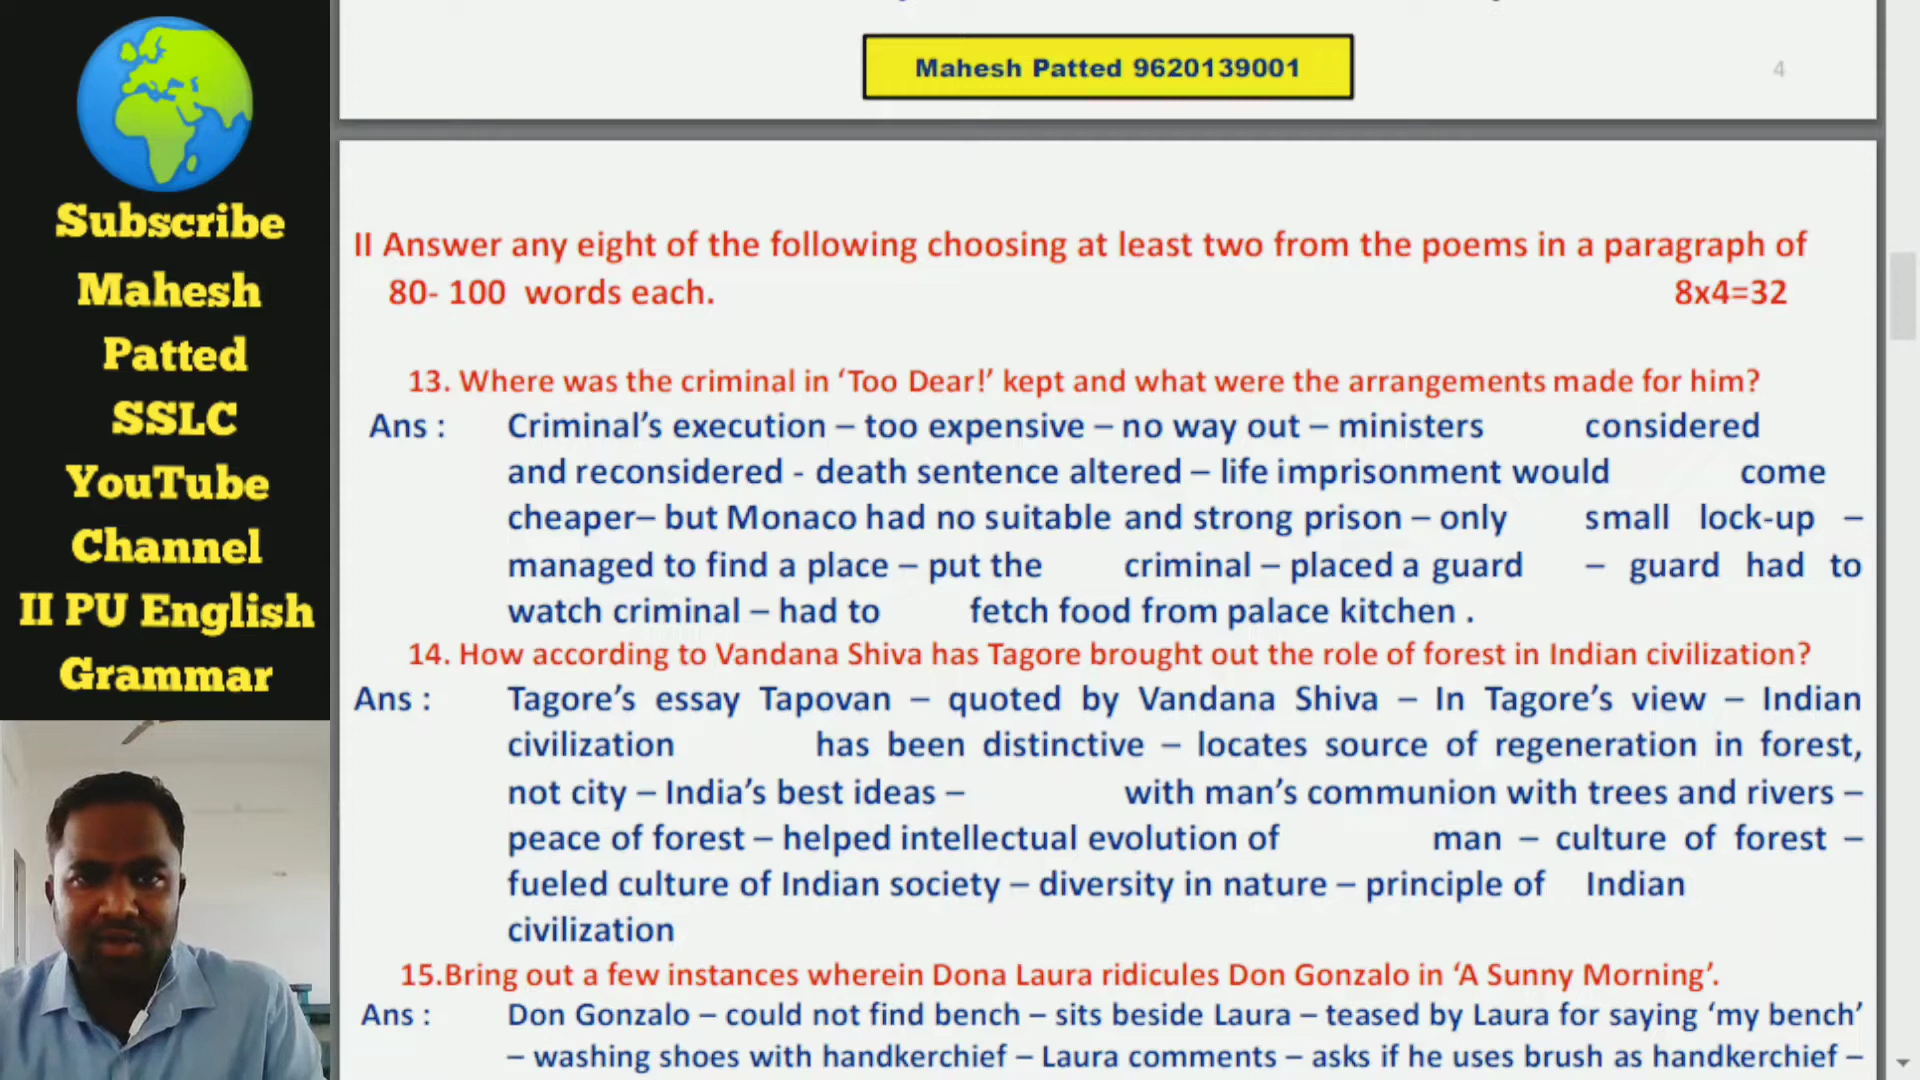 Mahesh Patted 9620139001
4
Subscribe
Mahesh
Patted
SSLC
YouTube
Channel
II PU English
Grammar
II Answer any eight of the following choosing at least two from the poems in a paragraph of
80- 100 words each. 8x4=32
13. Where was the criminal in ‘Too Dear!’ kept and what were the arrangements made for him?
Ans : Criminal’s execution – too expensive – no way out – ministers considered
and reconsidered - death sentence altered – life imprisonment would come
cheaper– but Monaco had no suitable and strong prison – only small lock-up –
managed to find a place – put the criminal – placed a guard – guard had to
watch criminal – had to fetch food from palace kitchen .
14. How according to Vandana Shiva has Tagore brought out the role of forest in Indian civilization?
Ans : Tagore’s essay Tapovan – quoted by Vandana Shiva – In Tagore’s view – Indian
civilization has been distinctive – locates source of regeneration in forest,
not city – India’s best ideas – with man’s communion with trees and rivers –
peace of forest – helped intellectual evolution of man – culture of forest –
fueled culture of Indian society – diversity in nature – principle of Indian
civilization
15.Bring out a few instances wherein Dona Laura ridicules Don Gonzalo in ‘A Sunny Morning’.
Ans : Don Gonzalo – could not find bench – sits beside Laura – teased by Laura for saying ‘my bench’
– washing shoes with handkerchief – Laura comments – asks if he uses brush as handkerchief –